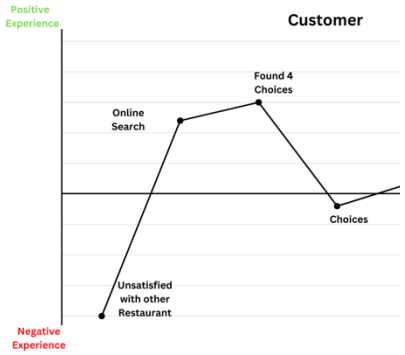 Positive
Experience
Customer
Found 4
Choices
Online
Search
Choices
Unsatisfied
with other
Restaurant
Negative
Experience